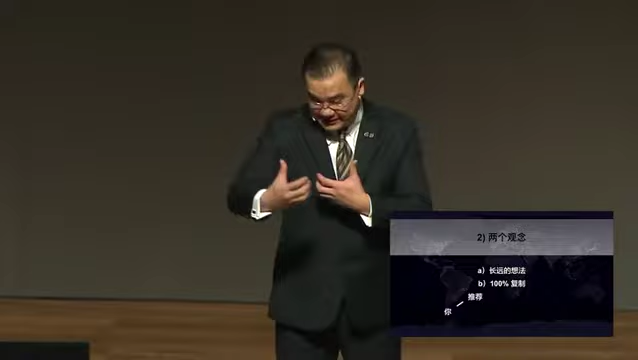 2) 两个观念
a）长远的想法
b）100% 复制
推荐
你